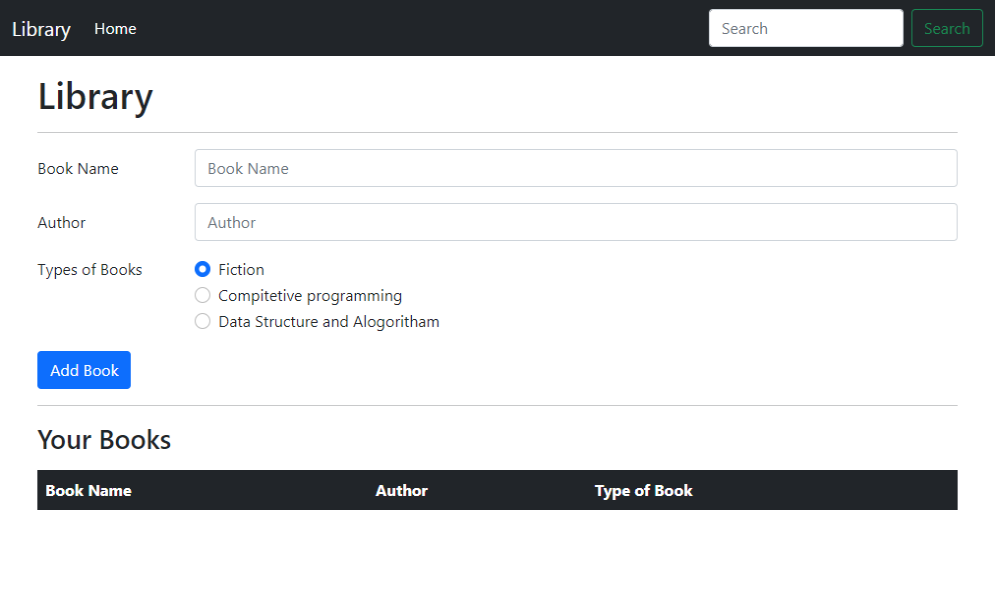 Library Home Search Search
Library
Book Name Book Name
Author Author
Types of Books Fiction
Compitetive programming
Data Structure and Alogoritham
Add Book
Your Books
Book Name Author Type of Book